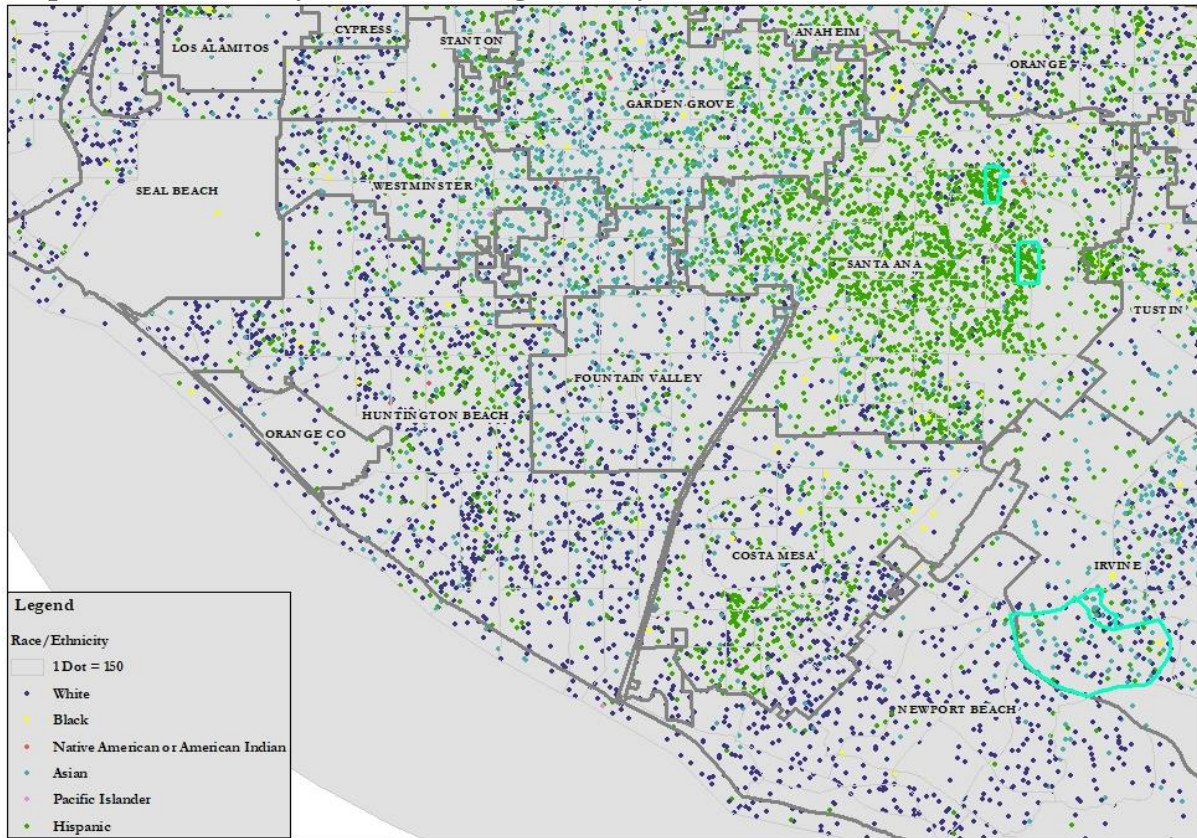 CYPRESS
LOS ALAMITOS
STANTON
ANAHEIM
ORANGE
GARDEN GROVE
SEAL BEACH
WESTMINSTER
SANTA ANA
TUSTIN
FOUNTAIN VALLEY
HUNTINGTON BEACH
ORANGE CO
COSTA MESA
IRVINE
NEWPORT BEACH
Legend
Race/Ethnicity
1 Dot = 150
White
Black
Native American or American Indian
Asian
Pacific Islander
Hispanic